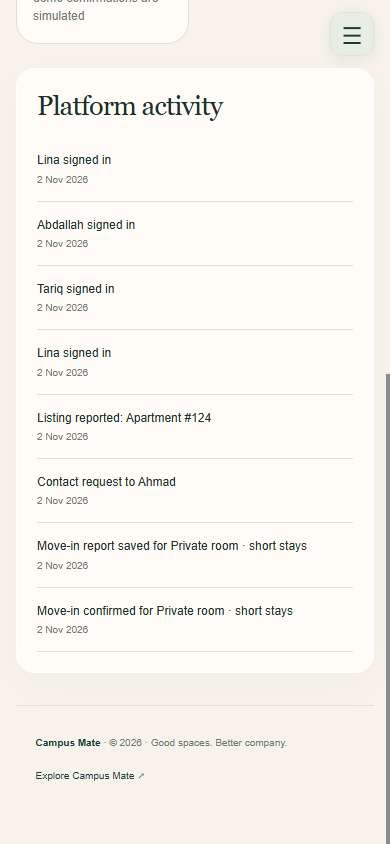 simulated
Platform activity
Lina signed in
2 Nov 2026
Abdallah signed in
2 Nov 2026
Tariq signed in
2 Nov 2026
Lina signed in
2 Nov 2026
Listing reported: Apartment #124
2 Nov 2026
Contact request to Ahmad
2 Nov 2026
Move-in report saved for Private room · short stays
2 Nov 2026
Move-in confirmed for Private room · short stays
2 Nov 2026
Campus Mate · © 2026 · Good spaces. Better company.
Explore Campus Mate ↗